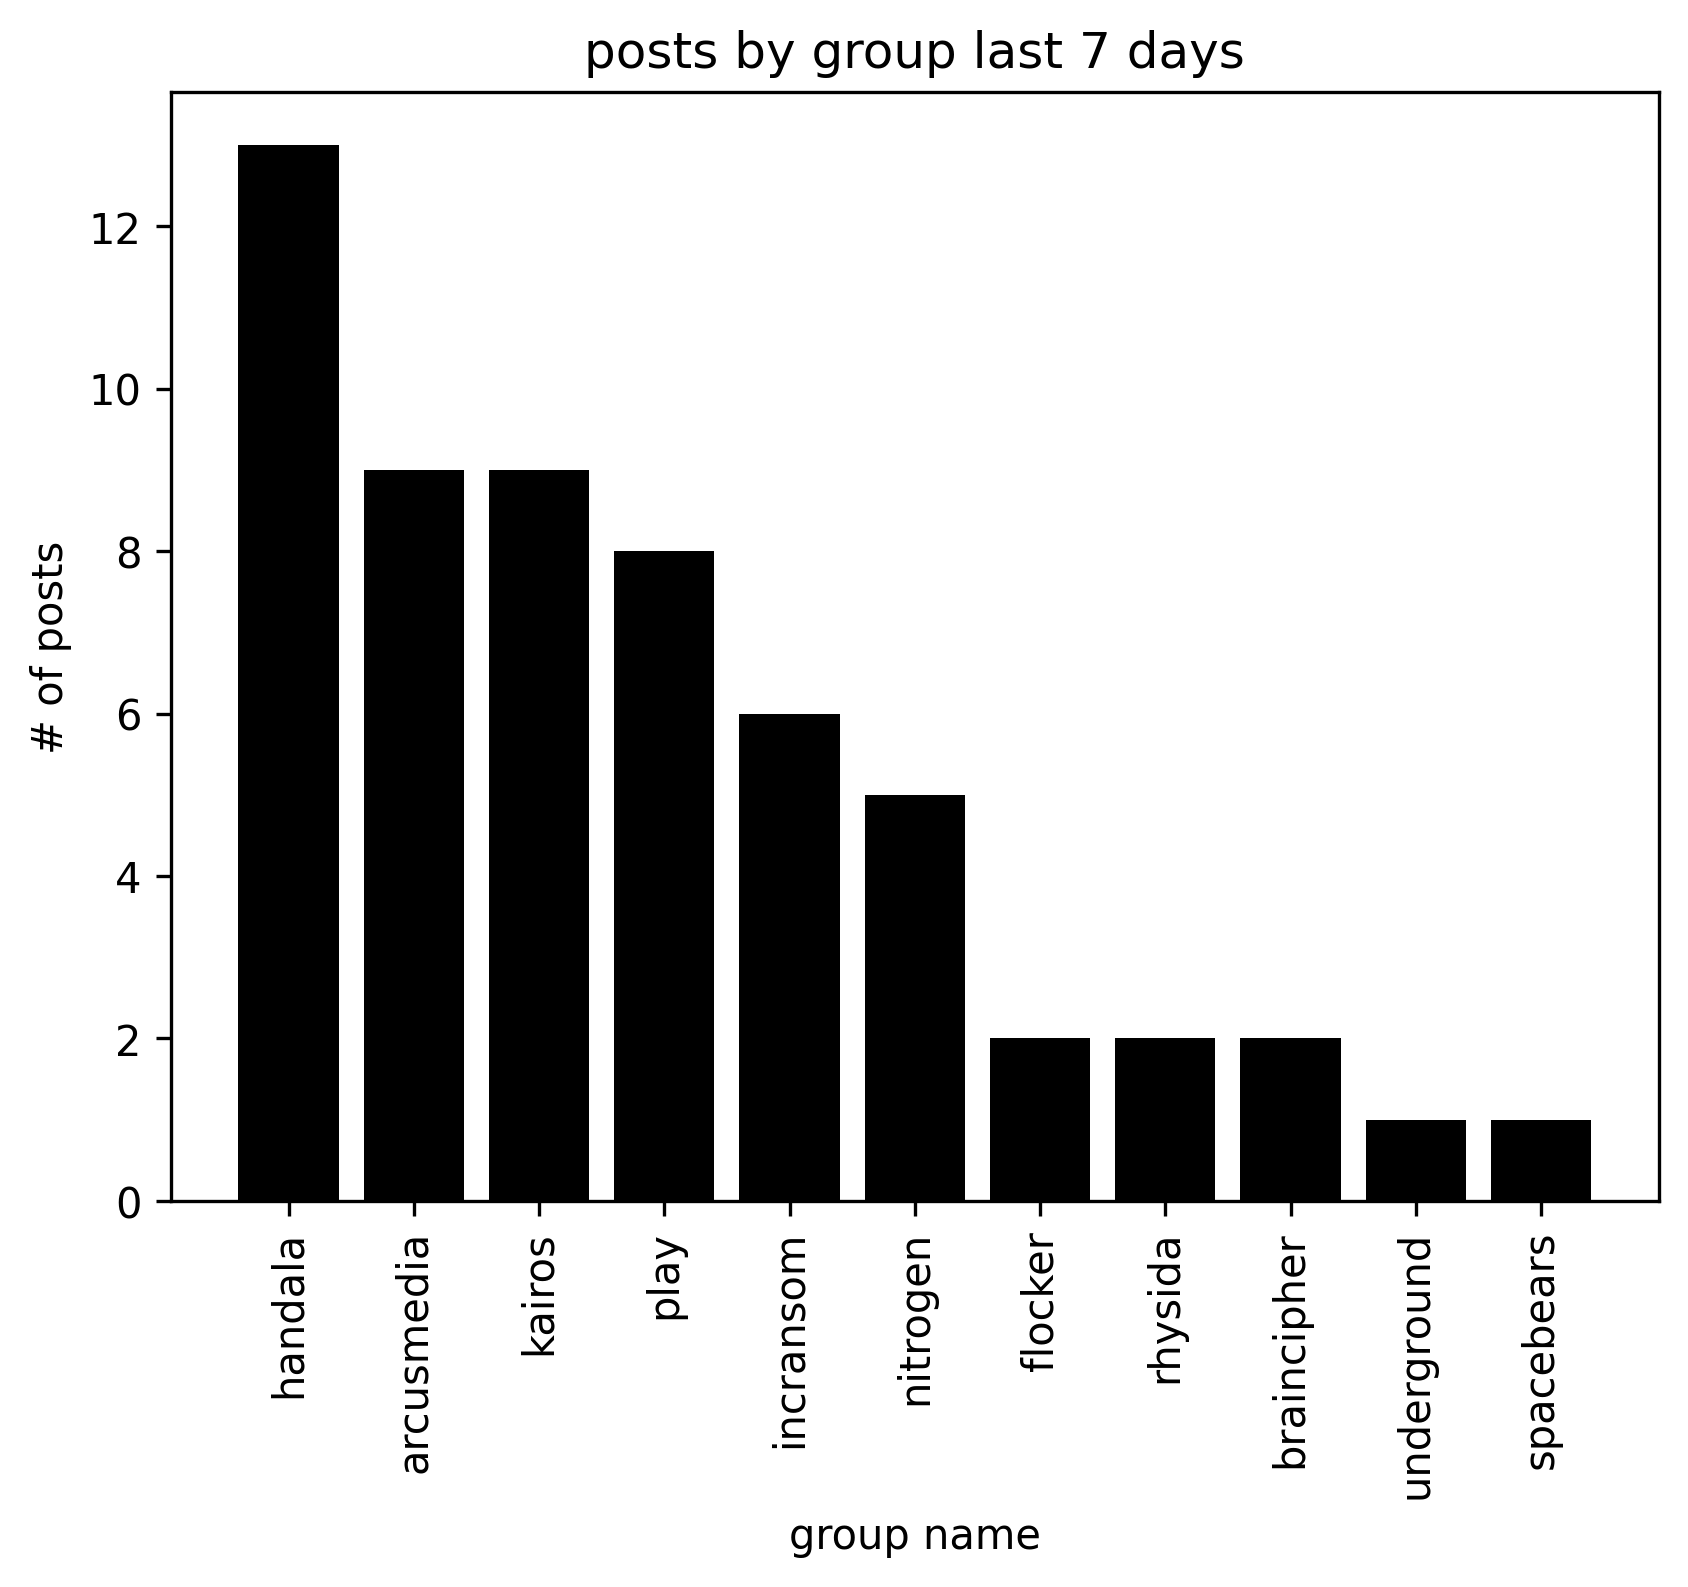 posts by group last 7 days
# of posts
12
10
8
6
4
2
0
handala
arcusmedia
kairos
play
incransom
nitrogen
flocker
rhysida
braincipher
underground
spacebears
group name